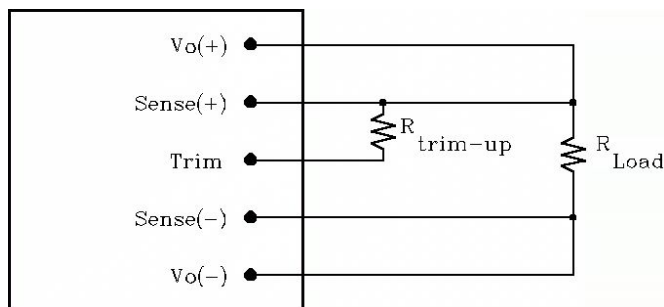 Vo(+)
Sense(+)
R
trim-up
Trim
R
Load
Sense(-)
Vo(-)